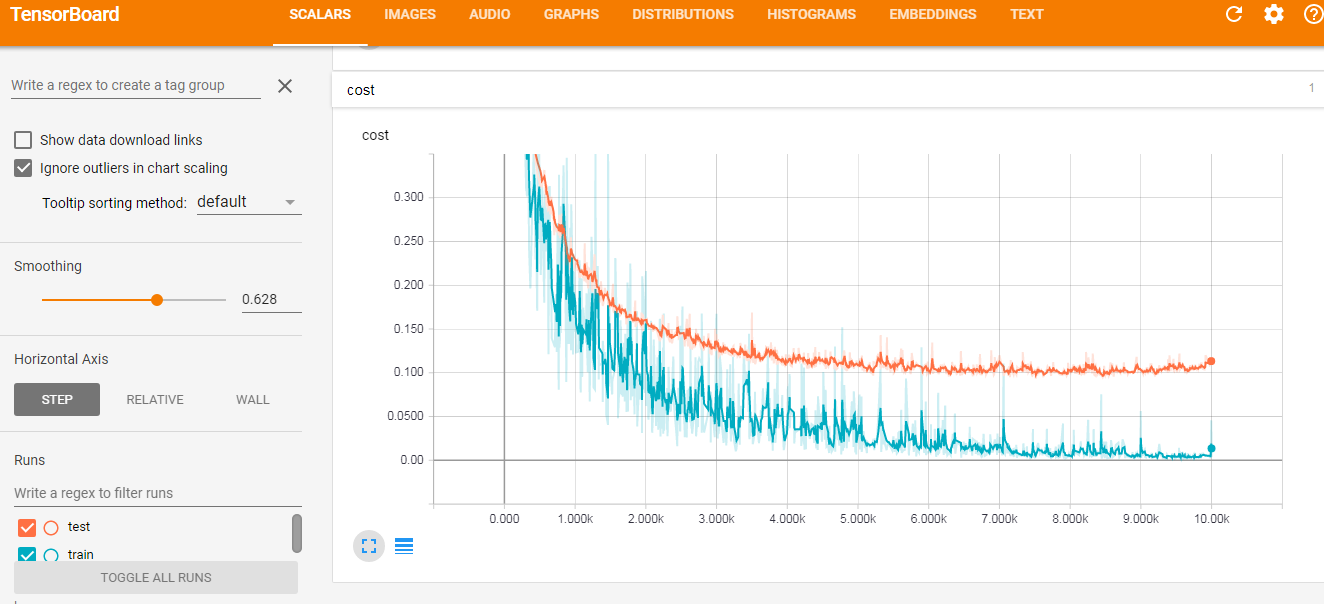 TensorBoard SCALARS IMAGES AUDIO GRAPHS DISTRIBUTIONS HISTOGRAMS EMBEDDINGS TEXT
Write a regex to create a tag group
Show data download links
Ignore outliers in chart scaling
Tooltip sorting method: default
Smoothing
0.628
Horizontal Axis
STEP RELATIVE WALL
Runs
Write a regex to filter runs
test
train
TOGGLE ALL RUNS
cost 1
cost
0.300
0.250
0.200
0.150
0.100
0.0500
0.00
0.000 1.000k 2.000k 3.000k 4.000k 5.000k 6.000k 7.000k 8.000k 9.000k 10.00k